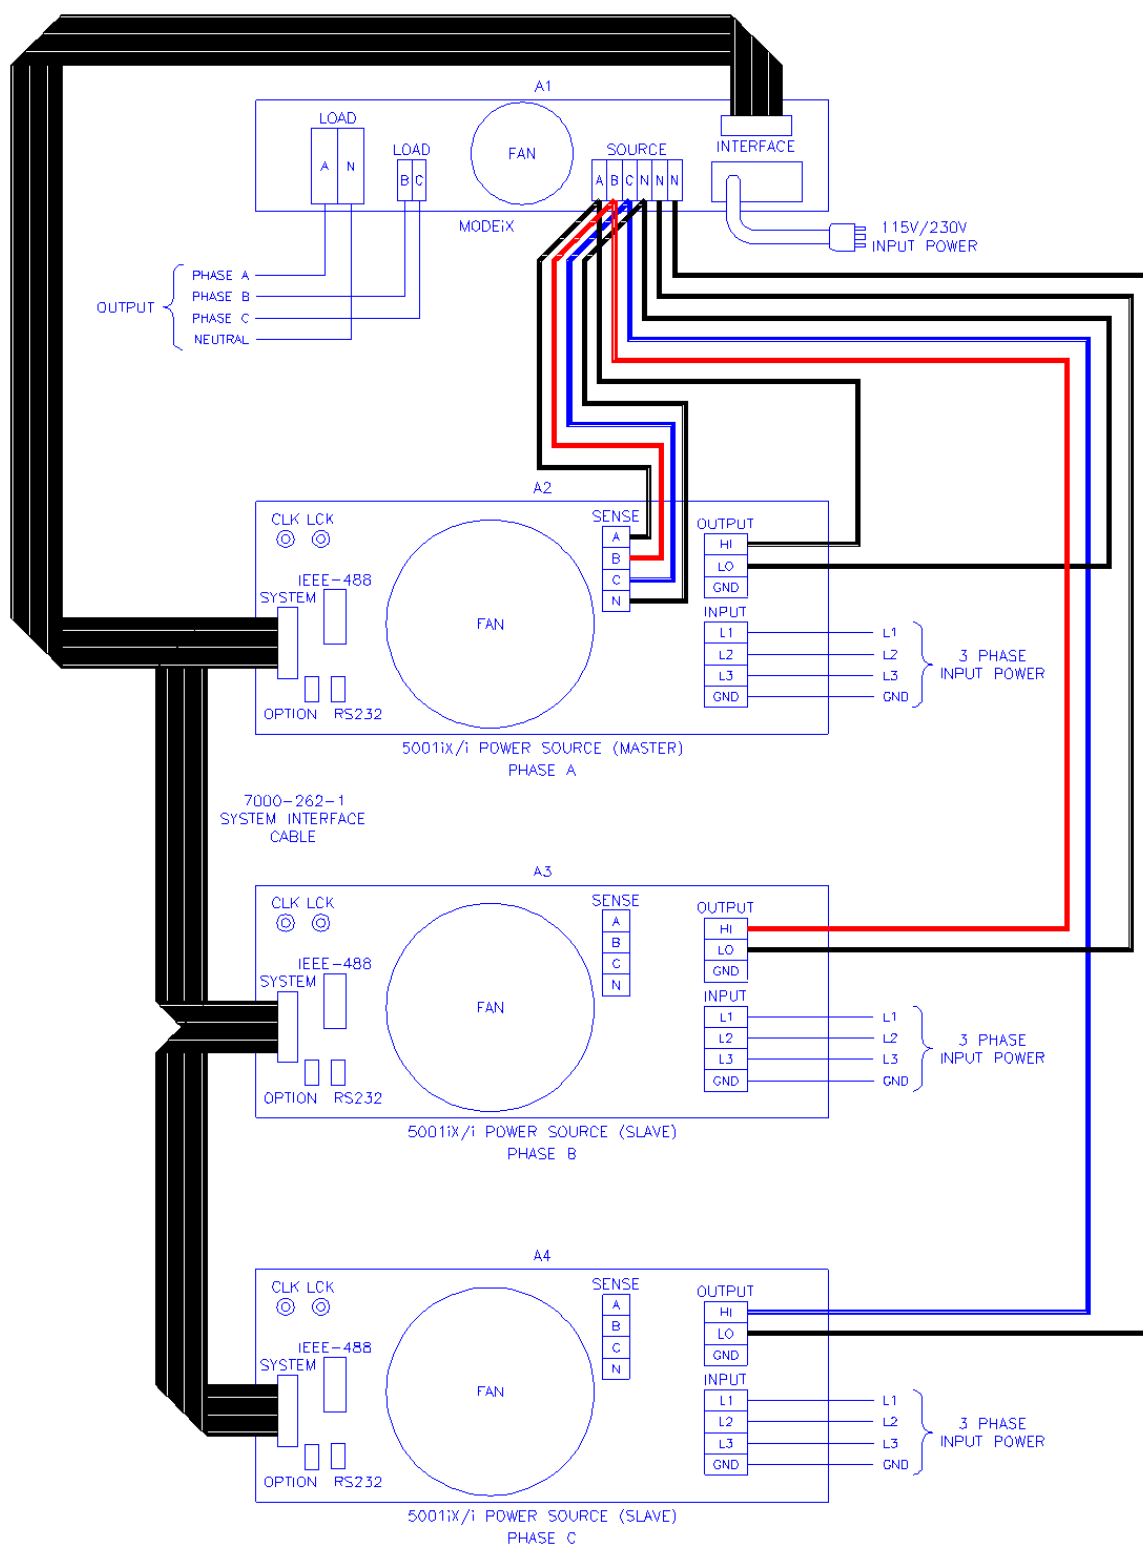 A1
LOAD
A N
LOAD
B C
FAN
SOURCE
A B C N N N
INTERFACE
MODEiX
115V/230V
INPUT POWER
OUTPUT
PHASE A
PHASE B
PHASE C
NEUTRAL
A2
CLK LCK
IEEE-488
SYSTEM
OPTION RS232
FAN
SENSE
A
B
C
N
OUTPUT
HI
LO
GND
INPUT
L1 L1
L2 L2
L3 L3
GND GND
3 PHASE
INPUT POWER
5001iX/i POWER SOURCE (MASTER)
PHASE A
7000-262-1
SYSTEM INTERFACE
CABLE
A3
CLK LCK
IEEE-488
SYSTEM
OPTION RS232
FAN
SENSE
A
B
C
N
OUTPUT
HI
LO
GND
INPUT
L1 L1
L2 L2
L3 L3
GND GND
3 PHASE
INPUT POWER
5001iX/i POWER SOURCE (SLAVE)
PHASE B
A4
CLK LCK
IEEE-488
SYSTEM
OPTION RS232
FAN
SENSE
A
B
C
N
OUTPUT
HI
LO
GND
INPUT
L1 L1
L2 L2
L3 L3
GND GND
3 PHASE
INPUT POWER
5001iX/i POWER SOURCE (SLAVE)
PHASE C